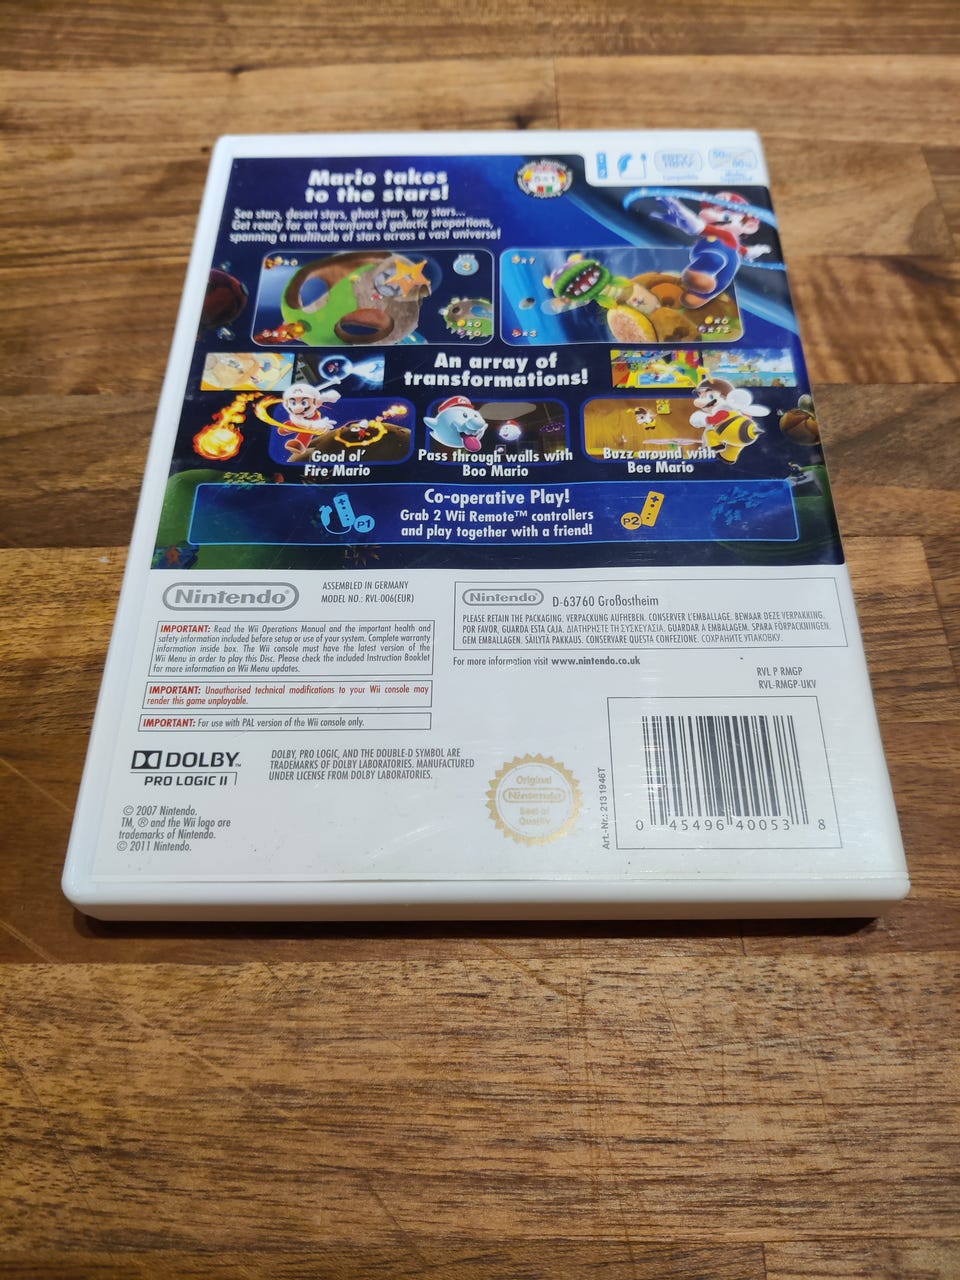 Mario takes
to the stars!
Sea stars, desert stars, ghost stars, toy stars...
Get ready for an adventure of galactic proportions,
spanning a multitude of stars across a vast universe!
5=1
An array of
transformations!
Good ol'
Fire Mario
Pass through walls with
Boo Mario
Buzz around with
Bee Mario
Co-operative Play!
Grab 2 Wii Remote™ controllers
and play together with a friend!
P1
P2
Nintendo®
ASSEMBLED IN GERMANY
MODEL NO.: RVL-006(EUR)
IMPORTANT: Read the Wii Operations Manual and the important health and
safety information included before setup or use of your system. Complete warranty
information inside box. The Wii console must have the latest version of the
Wii Menu in order to play this Disc. Please check the included Instruction Booklet
for more information on Wii Menu updates.
IMPORTANT: Unauthorised technical modifications to your Wii console may
render this game unplayable.
IMPORTANT: For use with PAL version of the Wii console only.
DOLBY™
PRO LOGIC II
DOLBY, PRO LOGIC, AND THE DOUBLE-D SYMBOL ARE
TRADEMARKS OF DOLBY LABORATORIES. MANUFACTURED
UNDER LICENSE FROM DOLBY LABORATORIES.
© 2007 Nintendo.
TM, ® and the Wii logo are
trademarks of Nintendo.
© 2011 Nintendo.
Nintendo® D-63760 Großostheim
PLEASE RETAIN THE PACKAGING. VERPACKUNG AUFHEBEN. CONSERVER L'EMBALLAGE. BEWAAR DEZE VERPAKKING.
POR FAVOR, GUARDA ESTA CAJA. ΔΙΑΤΗΡΗΣΤΕ ΤΗ ΣΥΣΚΕΥΑΣΙΑ. GUARDAR A EMBALAGEM. SPARA FÖRPACKNINGEN.
GEM EMBALLAGEN. SÄILYTÄ PAKKAUS. CONSERVARE QUESTA CONFEZIONE. СОХРАНИТЕ УПАКОВКУ.
For more information visit www.nintendo.co.uk
RVL P RMGP
RVL-RMGP-UKV
Original
Nintendo
Seal of
Quality
Art.-Nr.: 2131946T
0 45496 40053 8